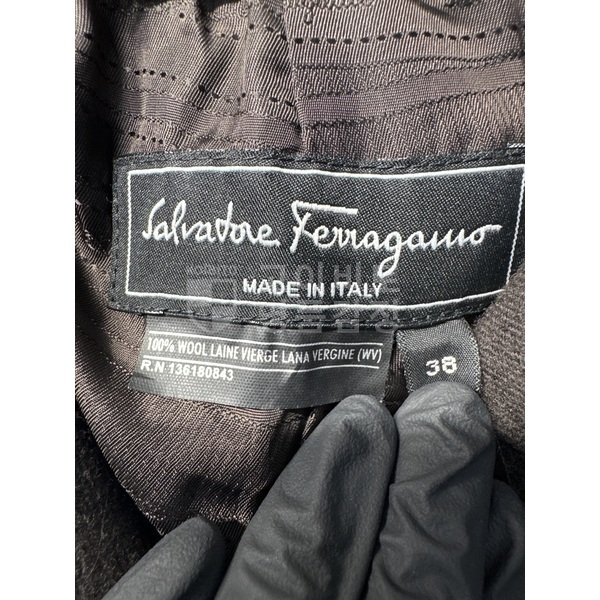 Salvatore Ferragamo
MADE IN ITALY
100% WOOL LAINE VIERGE LANA VERGINE (WV)
R.N 136180843
38